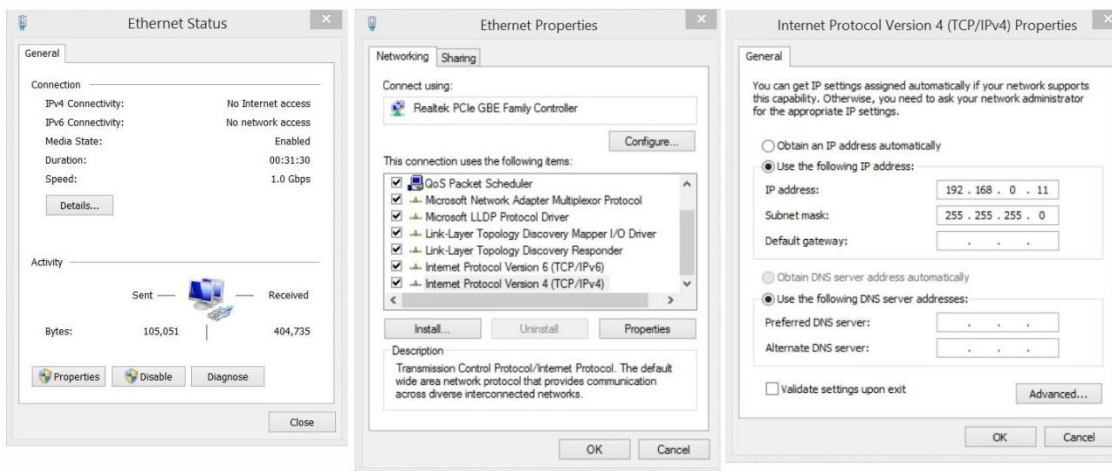 Ethernet Status
General
Connection
IPv4 Connectivity: No Internet access
IPv6 Connectivity: No network access
Media State: Enabled
Duration: 00:31:30
Speed: 1.0 Gbps
Details...
Activity
Sent Received
Bytes: 105,051 404,735
Properties Disable Diagnose
Close
Ethernet Properties
Networking Sharing
Connect using:
Realtek PCIe GBE Family Controller
Configure...
This connection uses the following items:
QoS Packet Scheduler
Microsoft Network Adapter Multiplexor Protocol
Microsoft LLDP Protocol Driver
Link-Layer Topology Discovery Mapper I/O Driver
Link-Layer Topology Discovery Responder
Internet Protocol Version 6 (TCP/IPv6)
Internet Protocol Version 4 (TCP/IPv4)
Install... Uninstall Properties
Description
Transmission Control Protocol/Internet Protocol. The default
wide area network protocol that provides communication
across diverse interconnected networks.
OK Cancel
Internet Protocol Version 4 (TCP/IPv4) Properties
General
You can get IP settings assigned automatically if your network supports
this capability. Otherwise, you need to ask your network administrator
for the appropriate IP settings.
Obtain an IP address automatically
Use the following IP address:
IP address: 192 . 168 . 0 . 11
Subnet mask: 255 . 255 . 255 . 0
Default gateway: . . .
Obtain DNS server address automatically
Use the following DNS server addresses:
Preferred DNS server: . . .
Alternate DNS server: . . .
Validate settings upon exit
Advanced...
OK Cancel